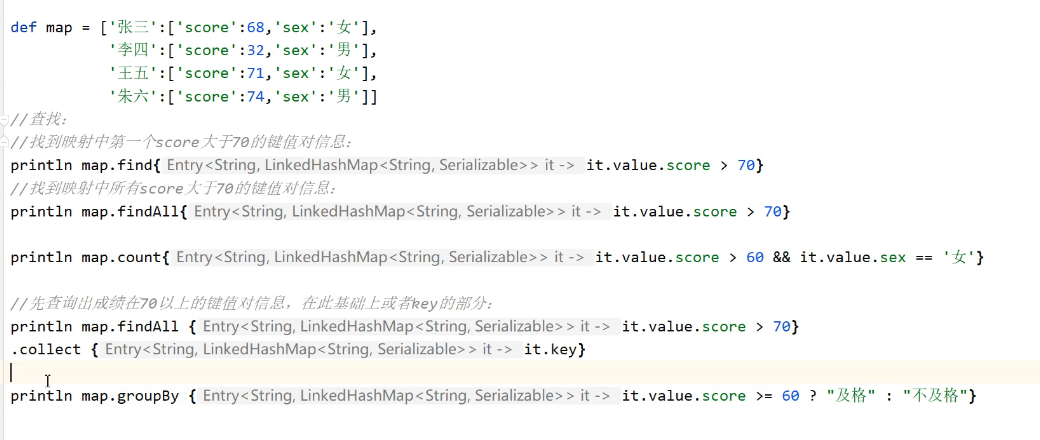 def map = ['张三':['score':68,'sex':'女'],
'李四':['score':32,'sex':'男'],
'王五':['score':71,'sex':'女'],
'朱六':['score':74,'sex':'男']]
//查找:
//找到映射中第一个score大于70的键值对信息:
println map.find{ Entry<String, LinkedHashMap<String, Serializable>> it -> it.value.score > 70}
//找到映射中所有score大于70的键值对信息:
println map.findAll{ Entry<String, LinkedHashMap<String, Serializable>> it -> it.value.score > 70}
println map.count{ Entry<String, LinkedHashMap<String, Serializable>> it -> it.value.score > 60 && it.value.sex == '女'}
//先查询出成绩在70以上的键值对信息，在此基础上或者key的部分:
println map.findAll { Entry<String, LinkedHashMap<String, Serializable>> it -> it.value.score > 70}
.collect { Entry<String, LinkedHashMap<String, Serializable>> it -> it.key}
println map.groupBy { Entry<String, LinkedHashMap<String, Serializable>> it -> it.value.score >= 60 ? "及格" : "不及格"}